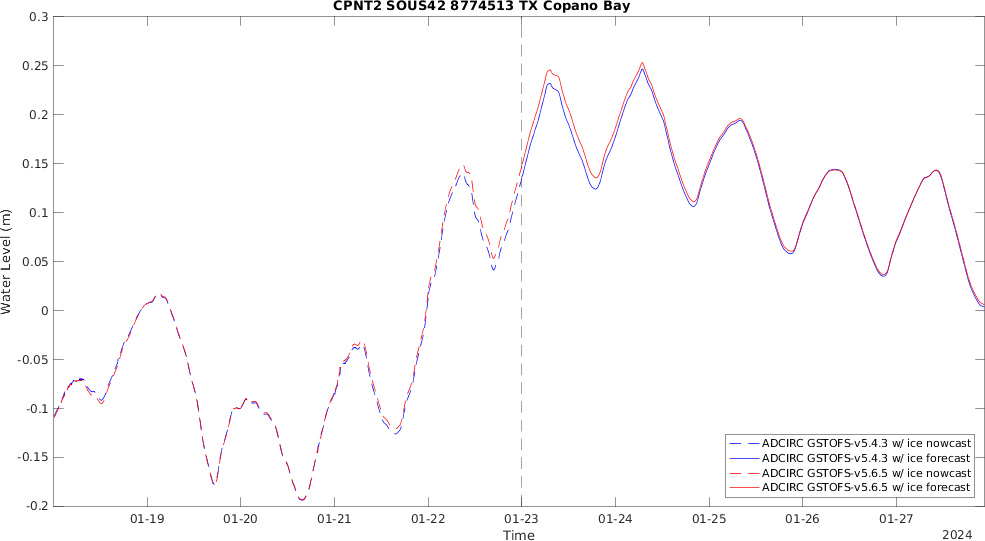 CPNT2 SOUS42 8774513 TX Copano Bay
0.3
0.25
0.2
0.15
0.1
0.05
0
-0.05
-0.1
-0.15
-0.2
Water Level (m)
ADCIRC GSTOFS-v5.4.3 w/ ice nowcast
ADCIRC GSTOFS-v5.4.3 w/ ice forecast
ADCIRC GSTOFS-v5.6.5 w/ ice nowcast
ADCIRC GSTOFS-v5.6.5 w/ ice forecast
01-19 01-20 01-21 01-22 01-23 01-24 01-25 01-26 01-27
Time
2024